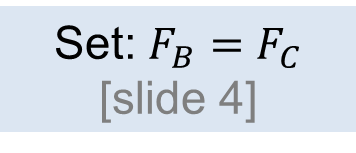 Set: F_B = F_C
[slide 4]